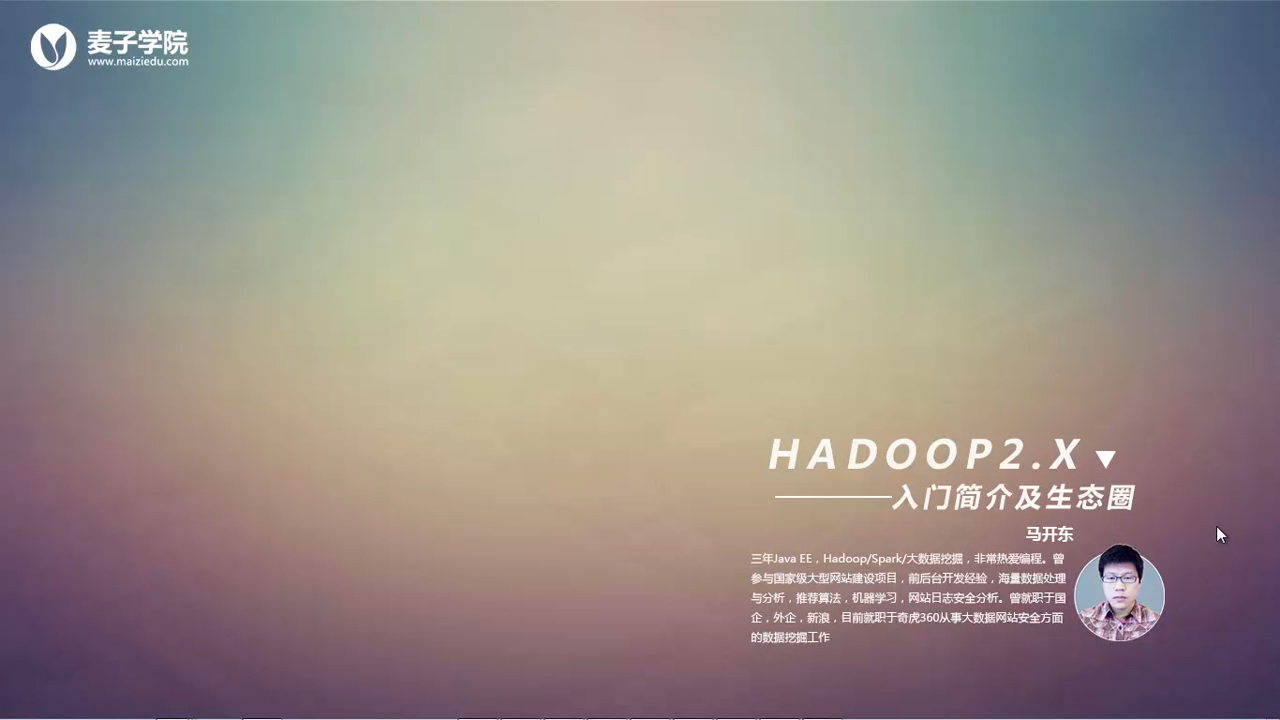 麦子学院
www.maiziedu.com
HADOOP2.X
入门简介及生态圈
马开东
三年Java EE，Hadoop/Spark/大数据挖掘，非常热爱编程。曾
参与国家级大型网站建设项目，前后台开发经验，海量数据处理
与分析，推荐算法，机器学习，网站日志安全分析。曾就职于国
企，外企，新浪，目前就职于奇虎360从事大数据网站安全方面
的数据挖掘工作